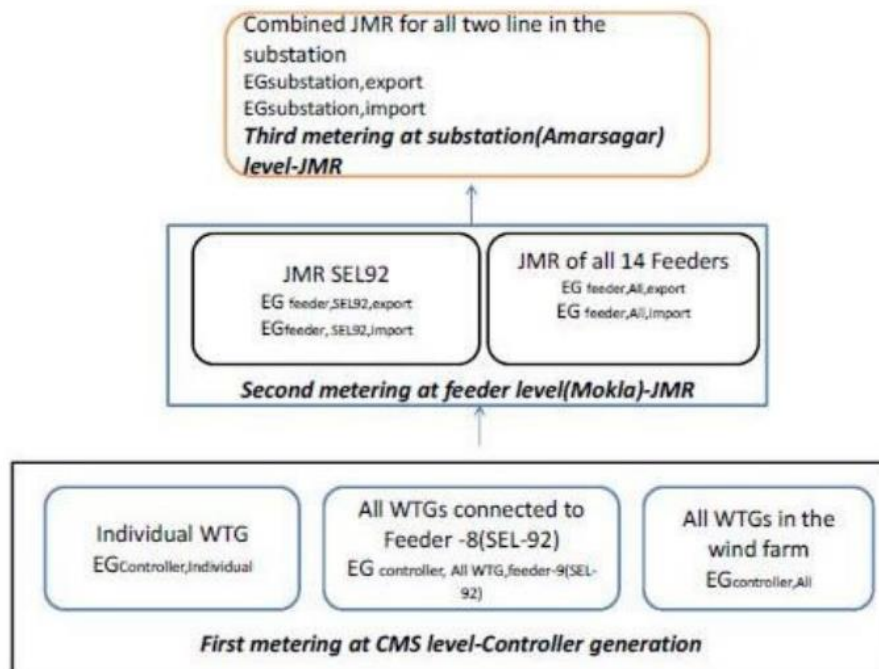 Combined JMR for all two line in the
substation
EGsubstation,export
EGsubstation,import
Third metering at substation(Amarsagar)
level-JMR
JMR SEL92
EG feeder,SEL92,export
EGfeeder, SEL92,import
JMR of all 14 Feeders
EG feeder,All,export
EG feeder,All,import
Second metering at feeder level(Mokla)-JMR
Individual WTG
EGController,Individual
All WTGs connected to
Feeder -8(SEL-92)
EG controller, All WTG,feeder-9(SEL-
92)
All WTGs in the
wind farm
EGcontroller,All
First metering at CMS level-Controller generation